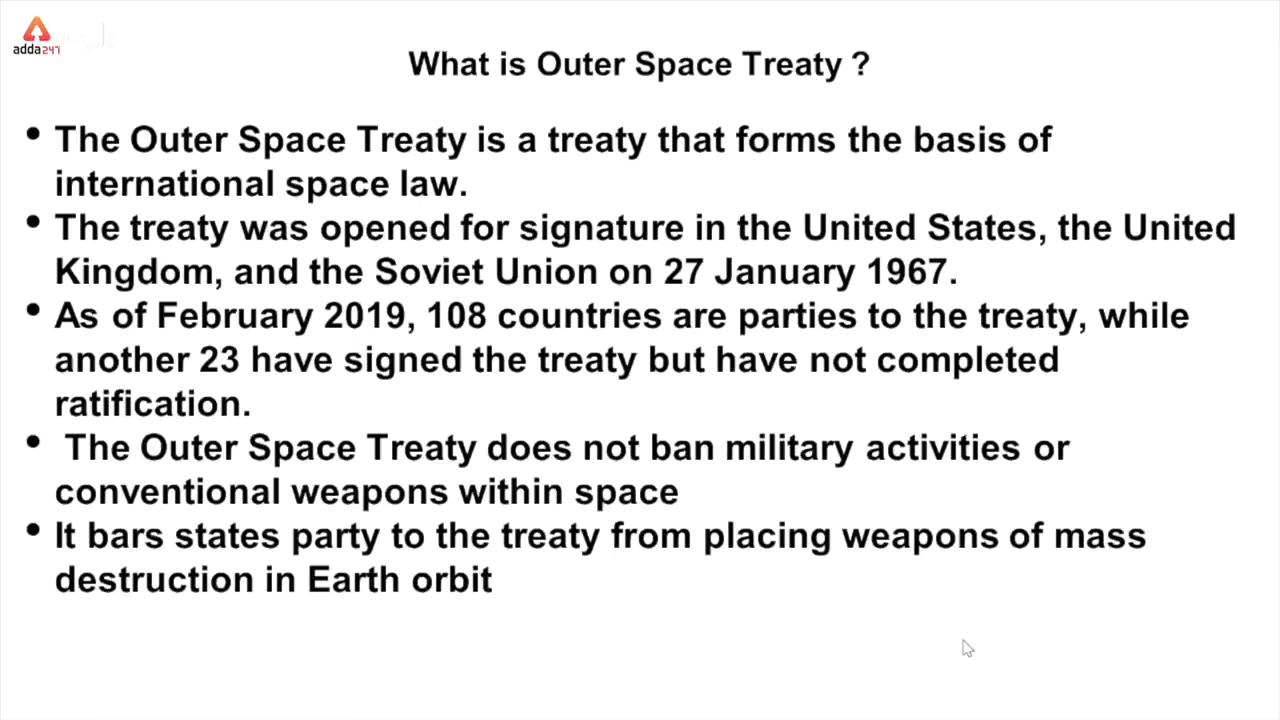 adda247
What is Outer Space Treaty ?
• The Outer Space Treaty is a treaty that forms the basis of
international space law.
• The treaty was opened for signature in the United States, the United
Kingdom, and the Soviet Union on 27 January 1967.
• As of February 2019, 108 countries are parties to the treaty, while
another 23 have signed the treaty but have not completed
ratification.
• The Outer Space Treaty does not ban military activities or
conventional weapons within space
• It bars states party to the treaty from placing weapons of mass
destruction in Earth orbit